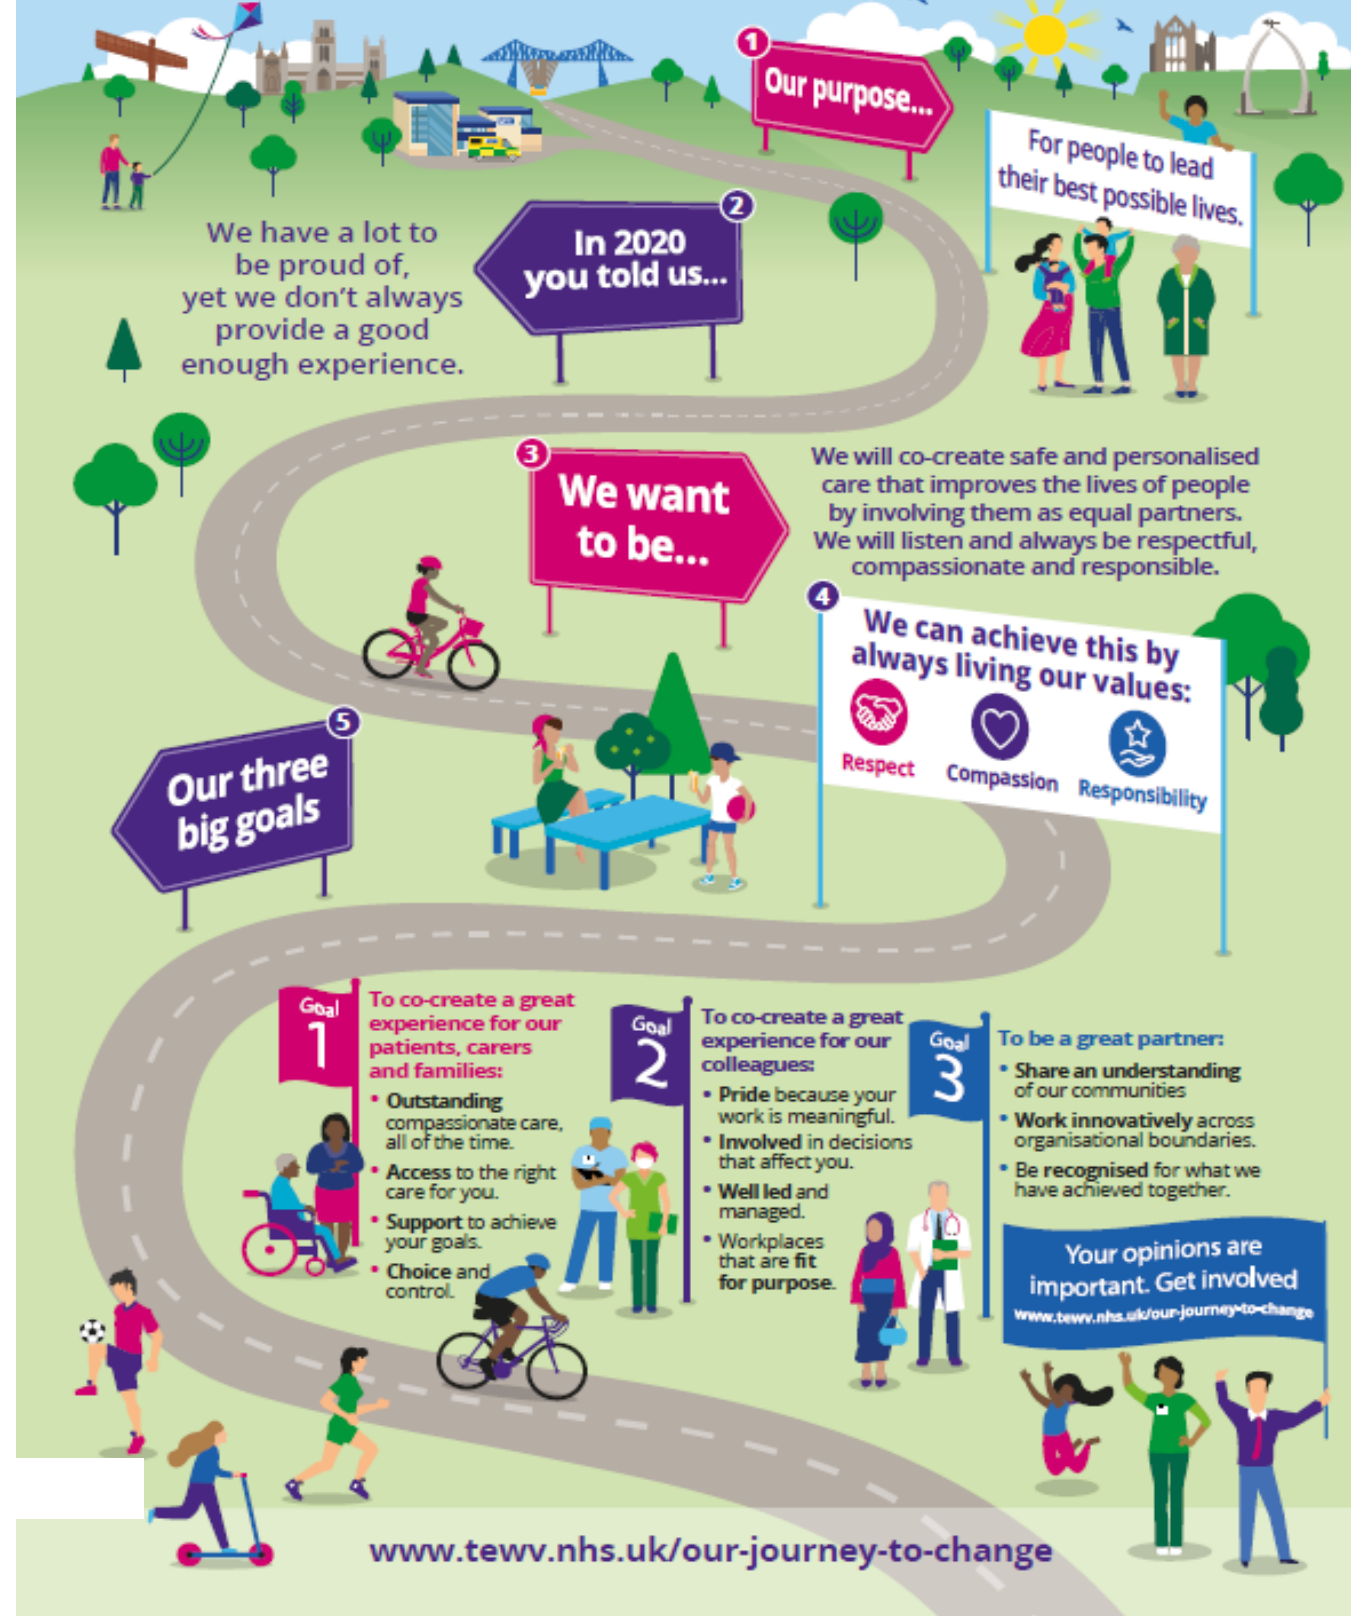 1
Our purpose...
For people to lead
their best possible lives.
2
In 2020
you told us...
We have a lot to
be proud of,
yet we don't always
provide a good
enough experience.
3
We want
to be...
We will co-create safe and personalised
care that improves the lives of people
by involving them as equal partners.
We will listen and always be respectful,
compassionate and responsible.
4
We can achieve this by
always living our values:
Respect
Compassion
Responsibility
5
Our three
big goals
Goal
1
To co-create a great
experience for our
patients, carers
and families:
• Outstanding
compassionate care,
all of the time.
• Access to the right
care for you.
• Support to achieve
your goals.
• Choice and
control.
Goal
2
To co-create a great
experience for our
colleagues:
• Pride because your
work is meaningful.
• Involved in decisions
that affect you.
• Well led and
managed.
• Workplaces
that are fit
for purpose.
Goal
3
To be a great partner:
• Share an understanding
of our communities
• Work innovatively across
organisational boundaries.
• Be recognised for what we
have achieved together.
Your opinions are
important. Get involved
www.tewv.nhs.uk/our-journey-to-change
www.tewv.nhs.uk/our-journey-to-change